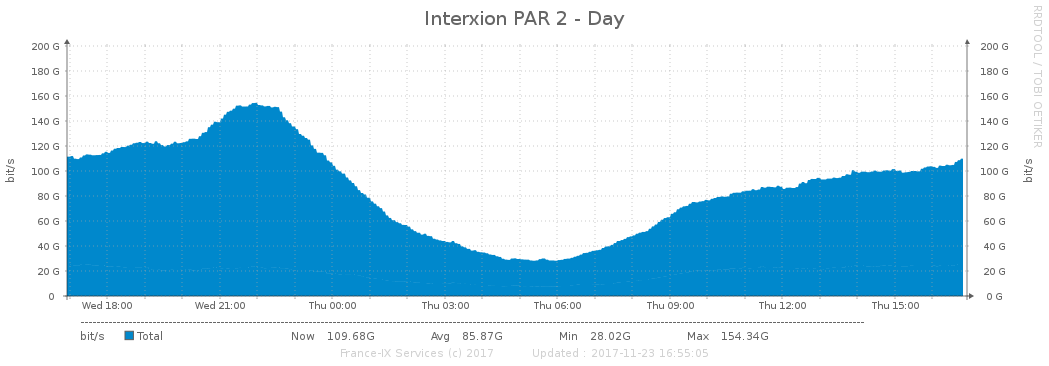 Interxion PAR 2 - Day
RRDTOOL / TOBI OETIKER
bit/s
200 G
180 G
160 G
140 G
120 G
100 G
80 G
60 G
40 G
20 G
0
200 G
180 G
160 G
140 G
120 G
100 G
80 G
60 G
40 G
20 G
0 G
bit/s
Wed 18:00 Wed 21:00 Thu 00:00 Thu 03:00 Thu 06:00 Thu 09:00 Thu 12:00 Thu 15:00
bit/s Total Now 109.68G Avg 85.87G Min 28.02G Max 154.34G
France-IX Services (c) 2017 Updated : 2017-11-23 16:55:05